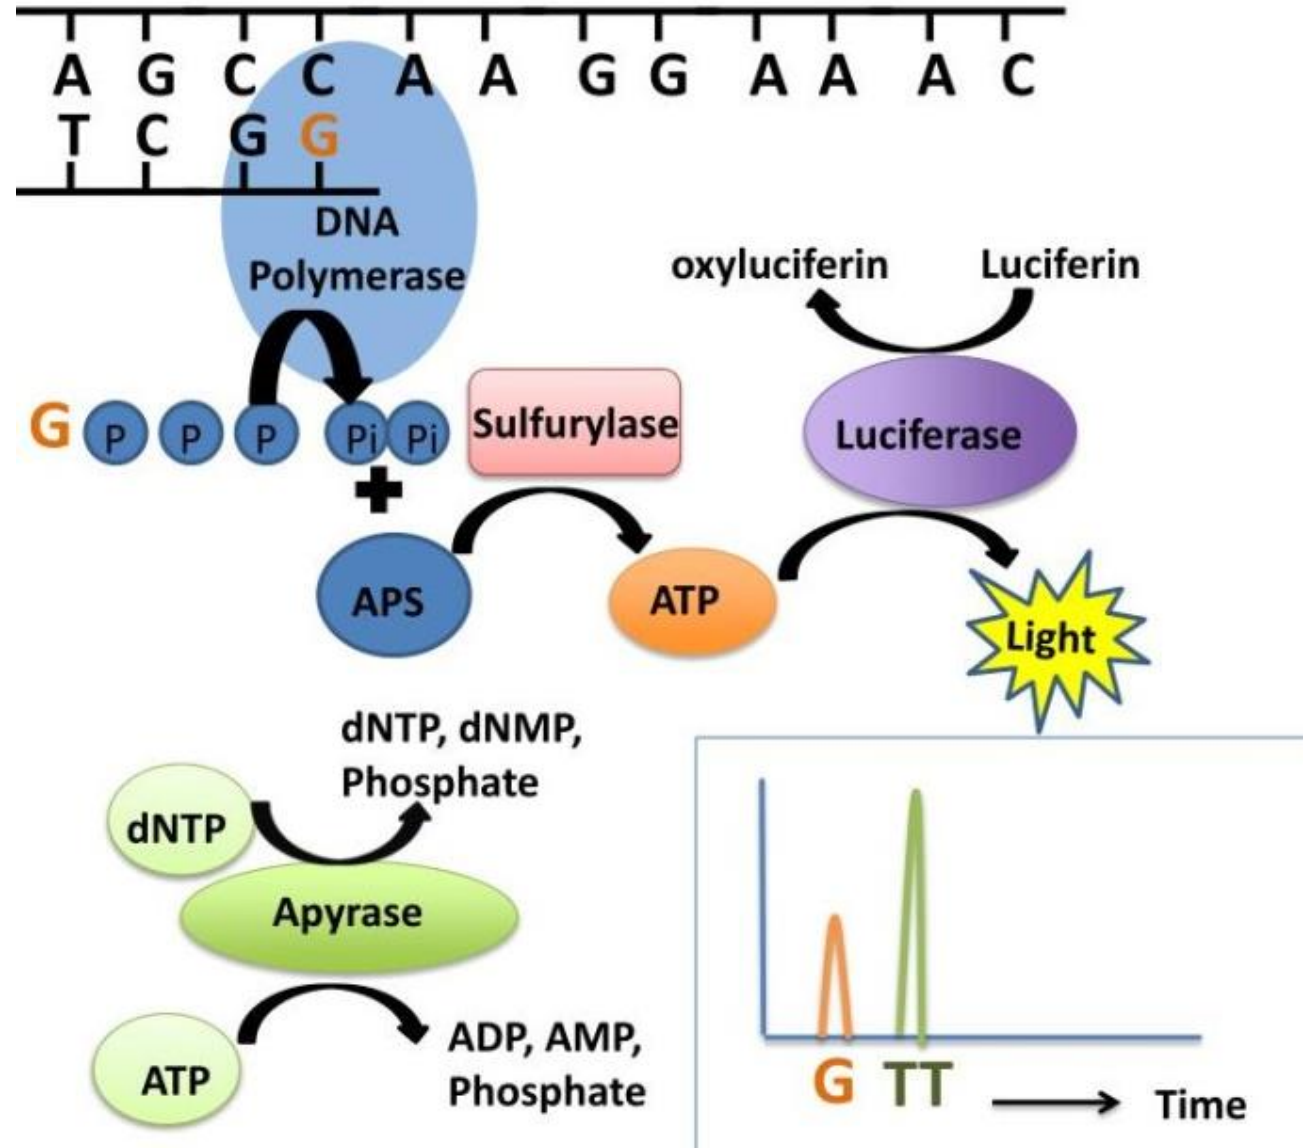 A G C C A A G G A A A C
T C G G
DNA
Polymerase
oxyluciferin
Luciferin
G P P P Pi Pi
Sulfurylase
Luciferase
+
APS
ATP
Light
dNTP, dNMP,
Phosphate
dNTP
Apyrase
ATP
ADP, AMP,
Phosphate
G TT
Time